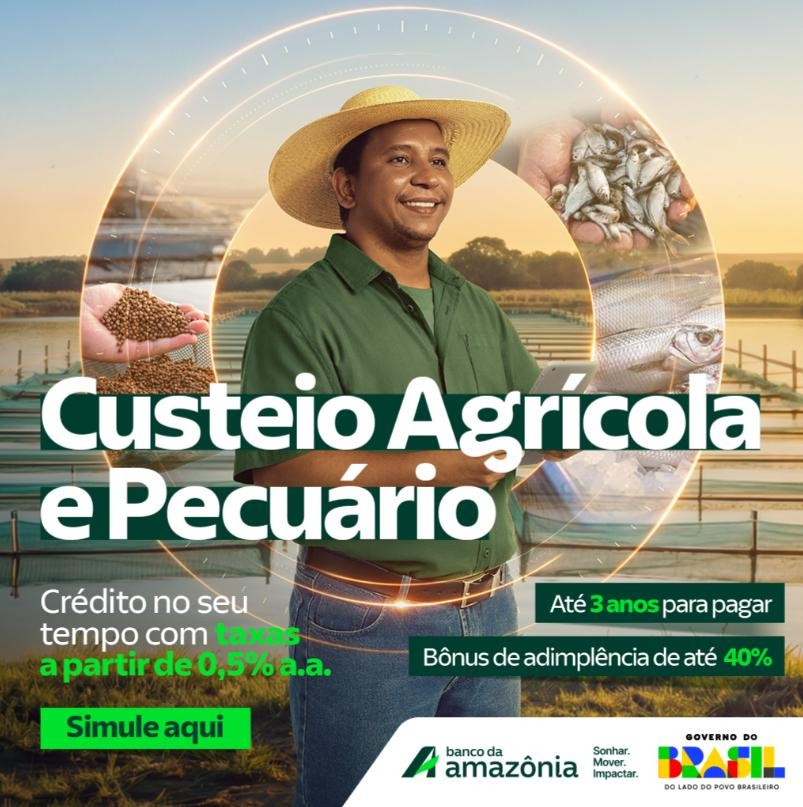 Custeio Agrícola
e Pecuário
Crédito no seu
tempo com taxas
a partir de 0,5% a.a.
Simule aqui
Até 3 anos para pagar
Bônus de adimplência de até 40%
banco da
amazônia
Sonhar.
Mover.
Impactar.
GOVERNO DO
BRASIL
DO LADO DO POVO BRASILEIRO